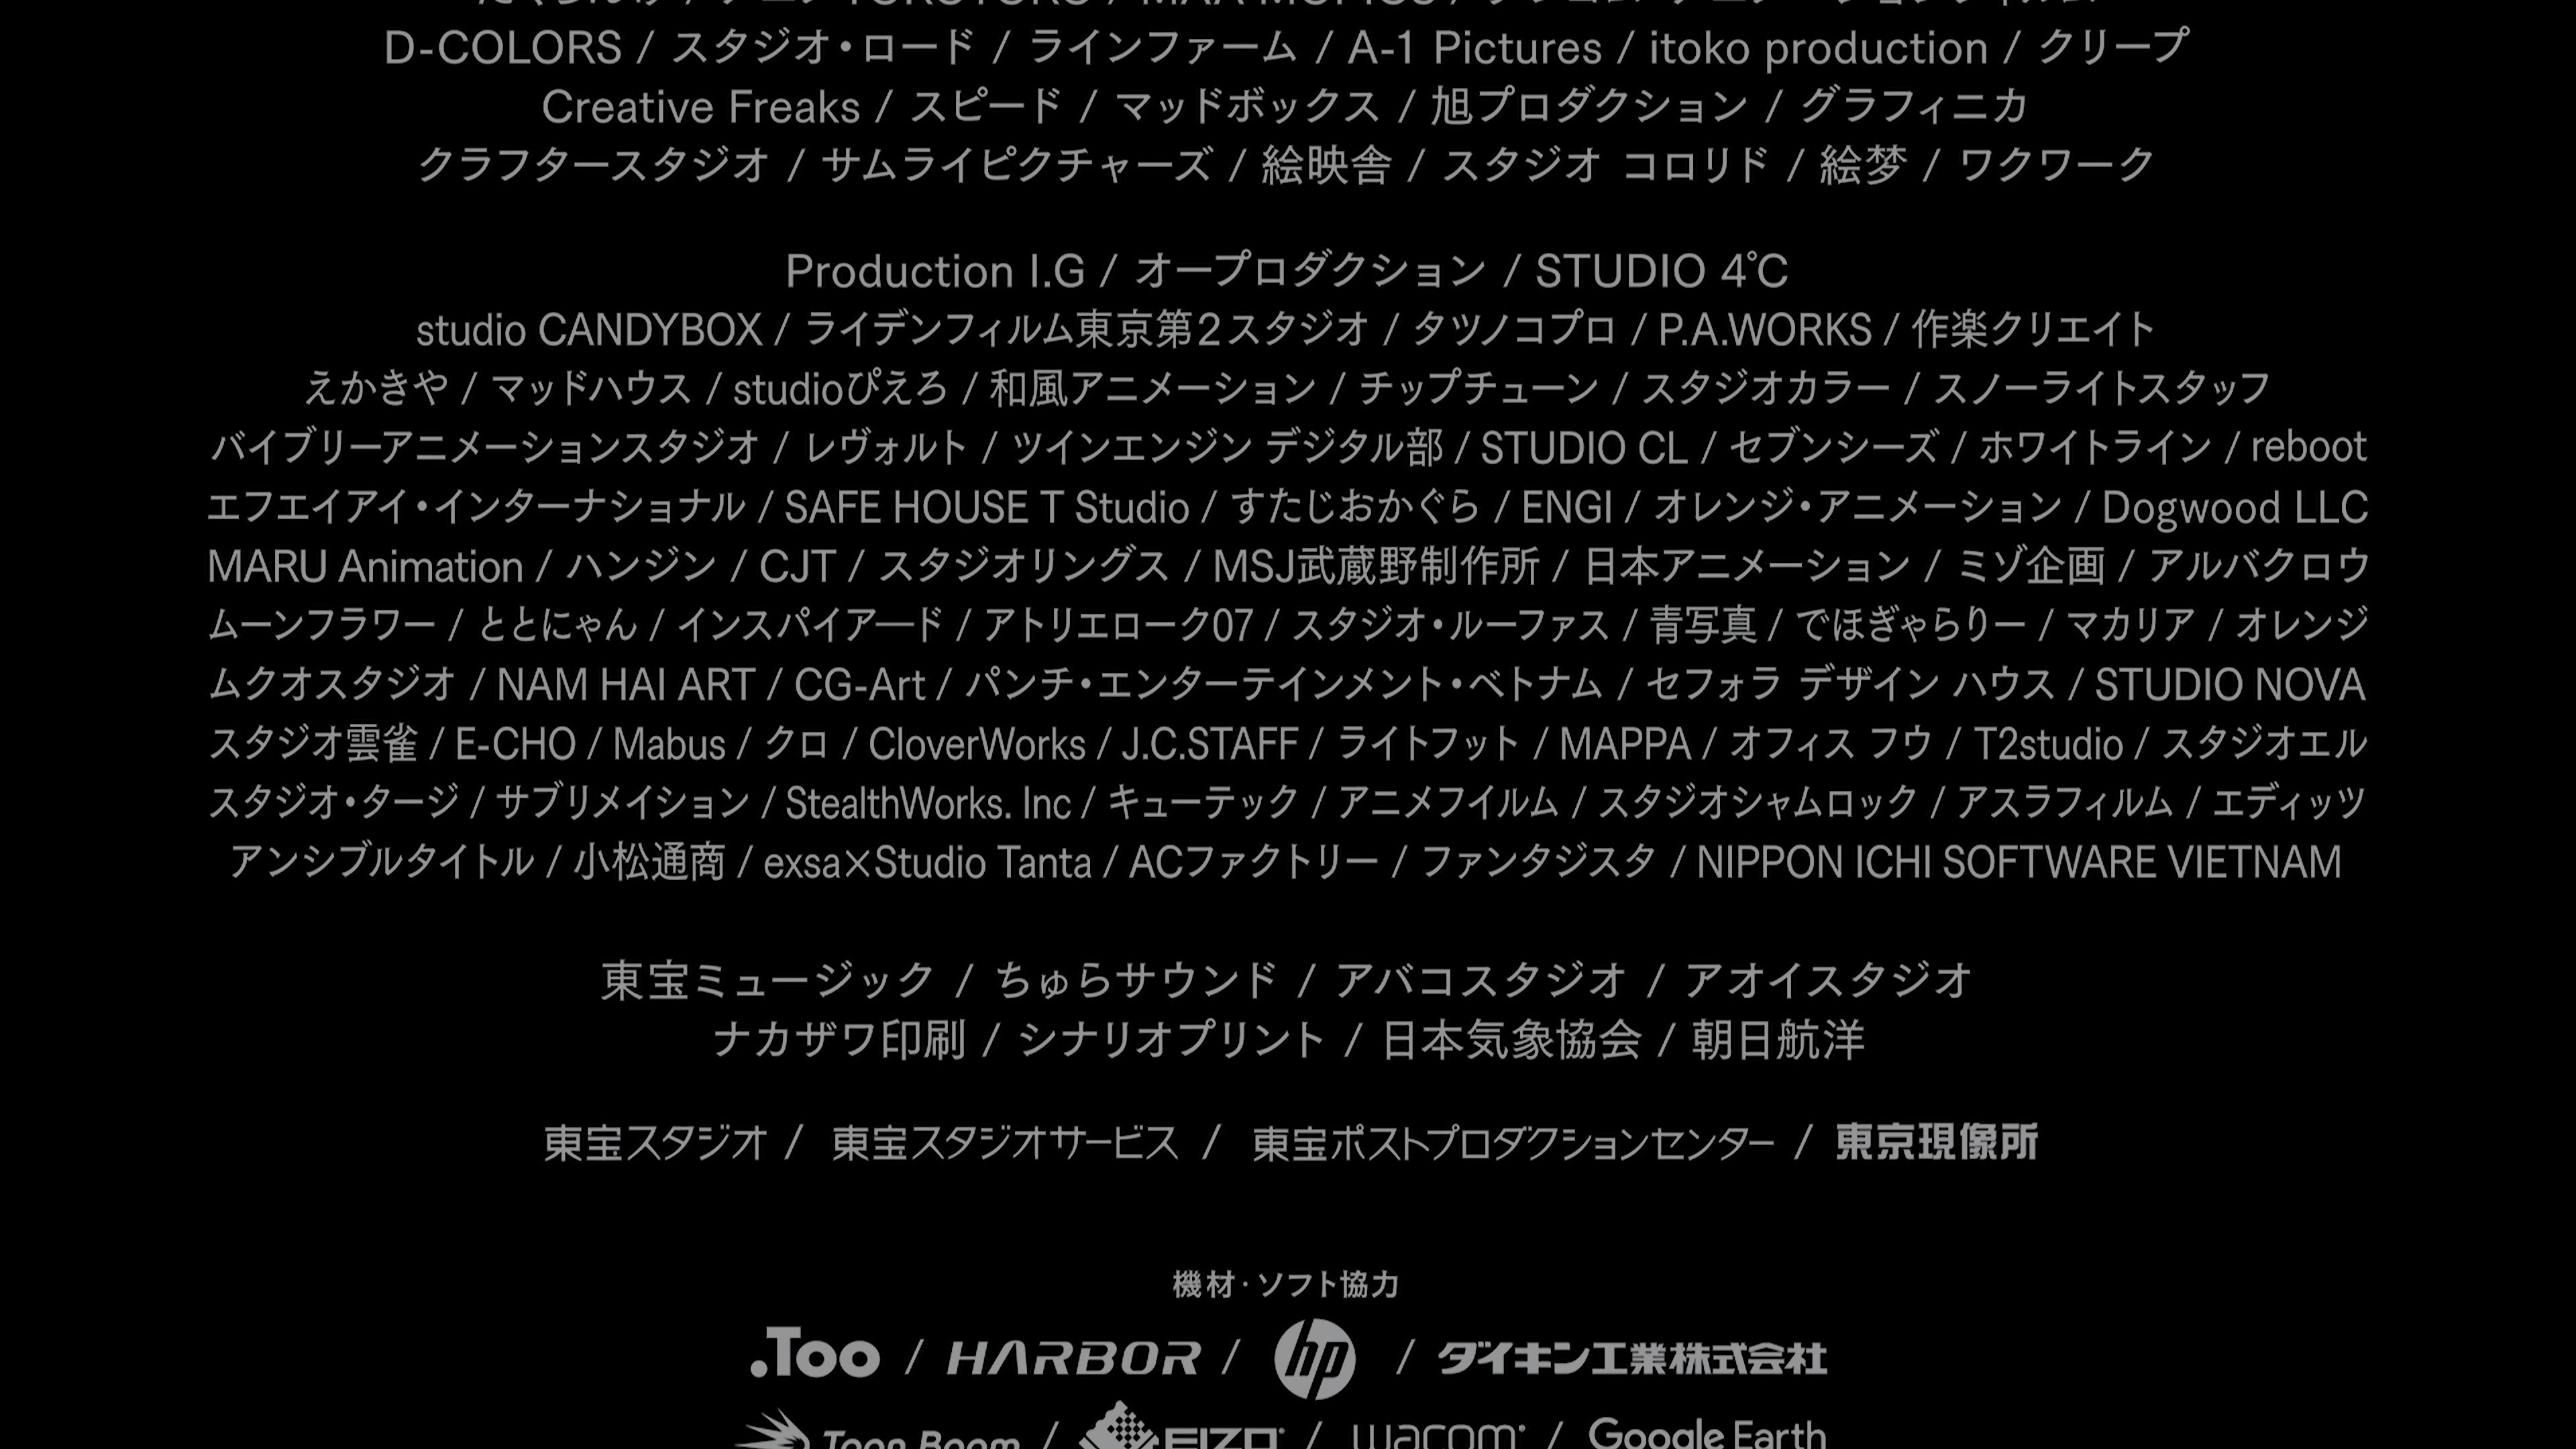 D-COLORS / スタジオ・ロード / ラインファーム / A-1 Pictures / itoko production / クリープ
Creative Freaks / スピード / マッドボックス / 旭プロダクション / グラフィニカ
クラフタースタジオ / サムライピクチャーズ / 絵映舎 / スタジオ コロリド / 絵梦 / ワクワーク
Production I.G / オープロダクション / STUDIO 4℃
studio CANDYBOX / ライデンフィルム東京第2スタジオ / タツノコプロ / P.A.WORKS / 作楽クリエイト
えかきや / マッドハウス / studioぴえろ / 和風アニメーション / チップチューン / スタジオカラー / スノーライトスタッフ
バイブリーアニメーションスタジオ / レヴォルト / ツインエンジン デジタル部 / STUDIO CL / セブンシーズ / ホワイトライン / reboot
エフエイアイ・インターナショナル / SAFE HOUSE T Studio / すたじおかぐら / ENGI / オレンジ・アニメーション / Dogwood LLC
MARU Animation / ハンジン / CJT / スタジオリングス / MSJ武蔵野制作所 / 日本アニメーション / ミゾ企画 / アルバクロウ
ムーンフラワー / ととにゃん / インスパイアード / アトリエローク07 / スタジオ・ルーファス / 青写真 / でほぎゃらりー / マカリア / オレンジ
ムクオスタジオ / NAM HAI ART / CG-Art / パンチ・エンターテインメント・ベトナム / セフォラ デザイン ハウス / STUDIO NOVA
スタジオ雲雀 / E-CHO / Mabus / クロ / CloverWorks / J.C.STAFF / ライトフット / MAPPA / オフィス フウ / T2studio / スタジオエル
スタジオ・タージ / サブリメイション / StealthWorks. Inc / キューテック / アニメフイルム / スタジオシャムロック / アスラフィルム / エディッツ
アンシブルタイトル / 小松通商 / exsa×Studio Tanta / ACファクトリー / ファンタジスタ / NIPPON ICHI SOFTWARE VIETNAM
東宝ミュージック / ちゅらサウンド / アバコスタジオ / アオイスタジオ
ナカザワ印刷 / シナリオプリント / 日本気象協会 / 朝日航洋
東宝スタジオ / 東宝スタジオサービス / 東宝ポストプロダクションセンター / 東京現像所
機材・ソフト協力
.Too / HARBOR / hp / ダイキン工業株式会社
Toon Boom / EIZO / wacom / Google Earth